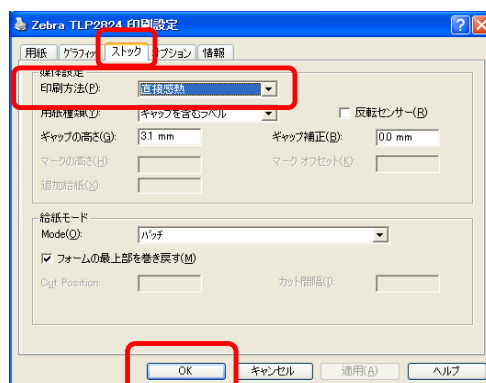 Zebra TLP2824 印刷設定
用紙 グラフィック ストック オプション 情報
媒体設定
印刷方法(P): 直接感熱
用紙種類(Y): ギャップを含むラベル 反転センサー(R)
ギャップの高さ(G): 3.1 mm ギャップ補正(B): 0.0 mm
マークの高さ(H): マーク オフセット(K):
追加給紙(X):
給紙モード
Mode(O): バッチ
フォームの最上部を巻き戻す(M)
Cut Position: カット間隔(I):
OK キャンセル 適用(A) ヘルプ